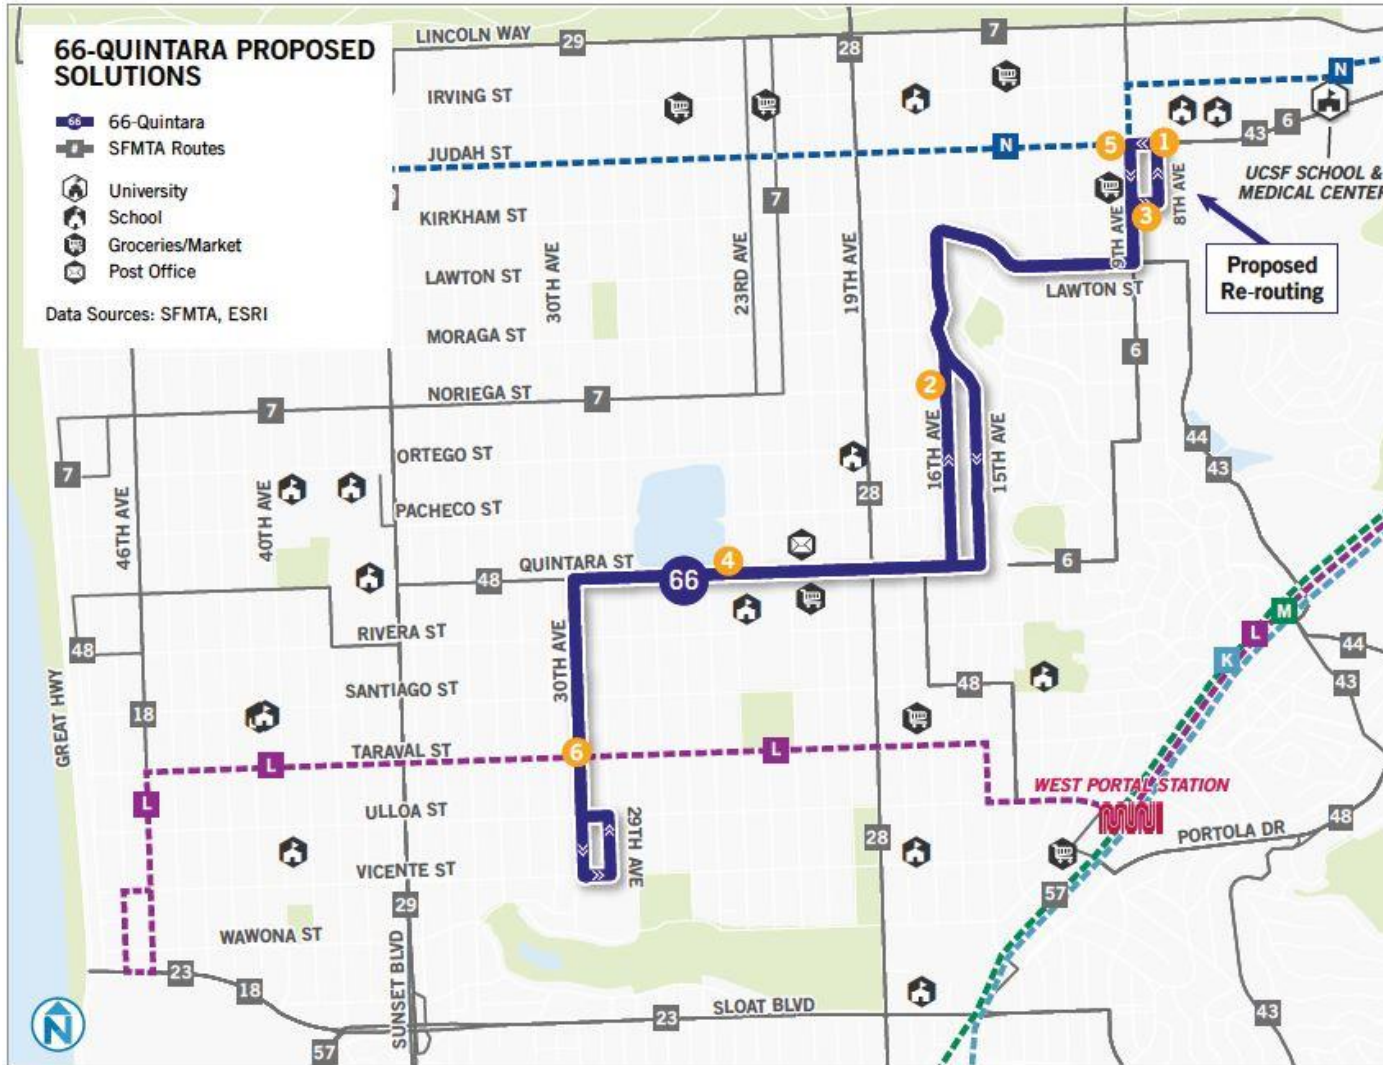 66-QUINTARA PROPOSED
SOLUTIONS
66 66-Quintara
# SFMTA Routes
University
School
Groceries/Market
Post Office
Data Sources: SFMTA, ESRI
LINCOLN WAY
29
28
7
IRVING ST
N
JUDAH ST
N
5
1
43
6
UCSF SCHOOL &
MEDICAL CENTER
KIRKHAM ST
7
3
9TH AVE
8TH AVE
Proposed
Re-routing
30TH AVE
23RD AVE
19TH AVE
LAWTON ST
LAWTON ST
MORAGA ST
6
NORIEGA ST
7
7
2
16TH AVE
15TH AVE
ORTEGO ST
44
43
7
46TH AVE
40TH AVE
PACHECO ST
28
QUINTARA ST
48
66
4
6
RIVERA ST
48
M
L
K
44
43
GREAT HWY
18
SANTIAGO ST
30TH AVE
48
TARAVAL ST
L
6
L
L
WEST PORTAL STATION
ULLOA ST
29TH AVE
28
PORTOLA DR
48
VICENTE ST
57
29
WAWONA ST
23
18
SUNSET BLVD
N
57
23
SLOAT BLVD
43